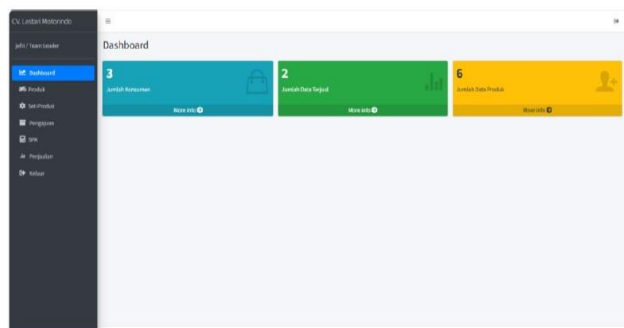 CV. Lestari Motorindo
jefri / Team Leader
Dashboard
Produk
Set-Produk
Pengajuan
SPK
Penjualan
Keluar
Dashboard
3
Jumlah Konsumen
More info
2
Jumlah Data Terjual
More info
6
Jumlah Data Produk
More info